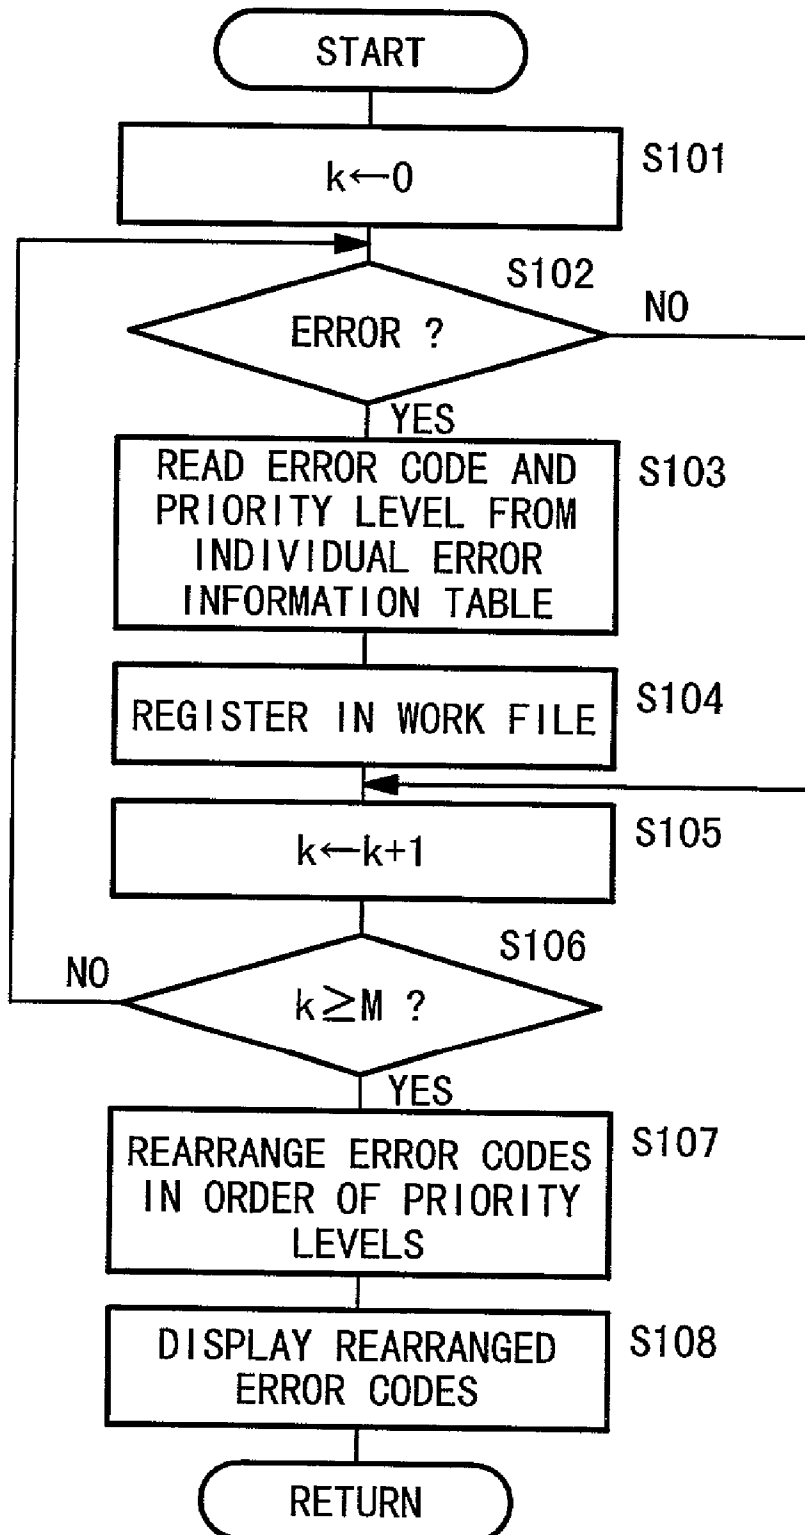 START
k←0
S101
S102
ERROR ?
NO
YES
READ ERROR CODE AND
PRIORITY LEVEL FROM
INDIVIDUAL ERROR
INFORMATION TABLE
S103
REGISTER IN WORK FILE
S104
k←k+1
S105
S106
NO
k≧M ?
YES
REARRANGE ERROR CODES
IN ORDER OF PRIORITY
LEVELS
S107
DISPLAY REARRANGED
ERROR CODES
S108
RETURN